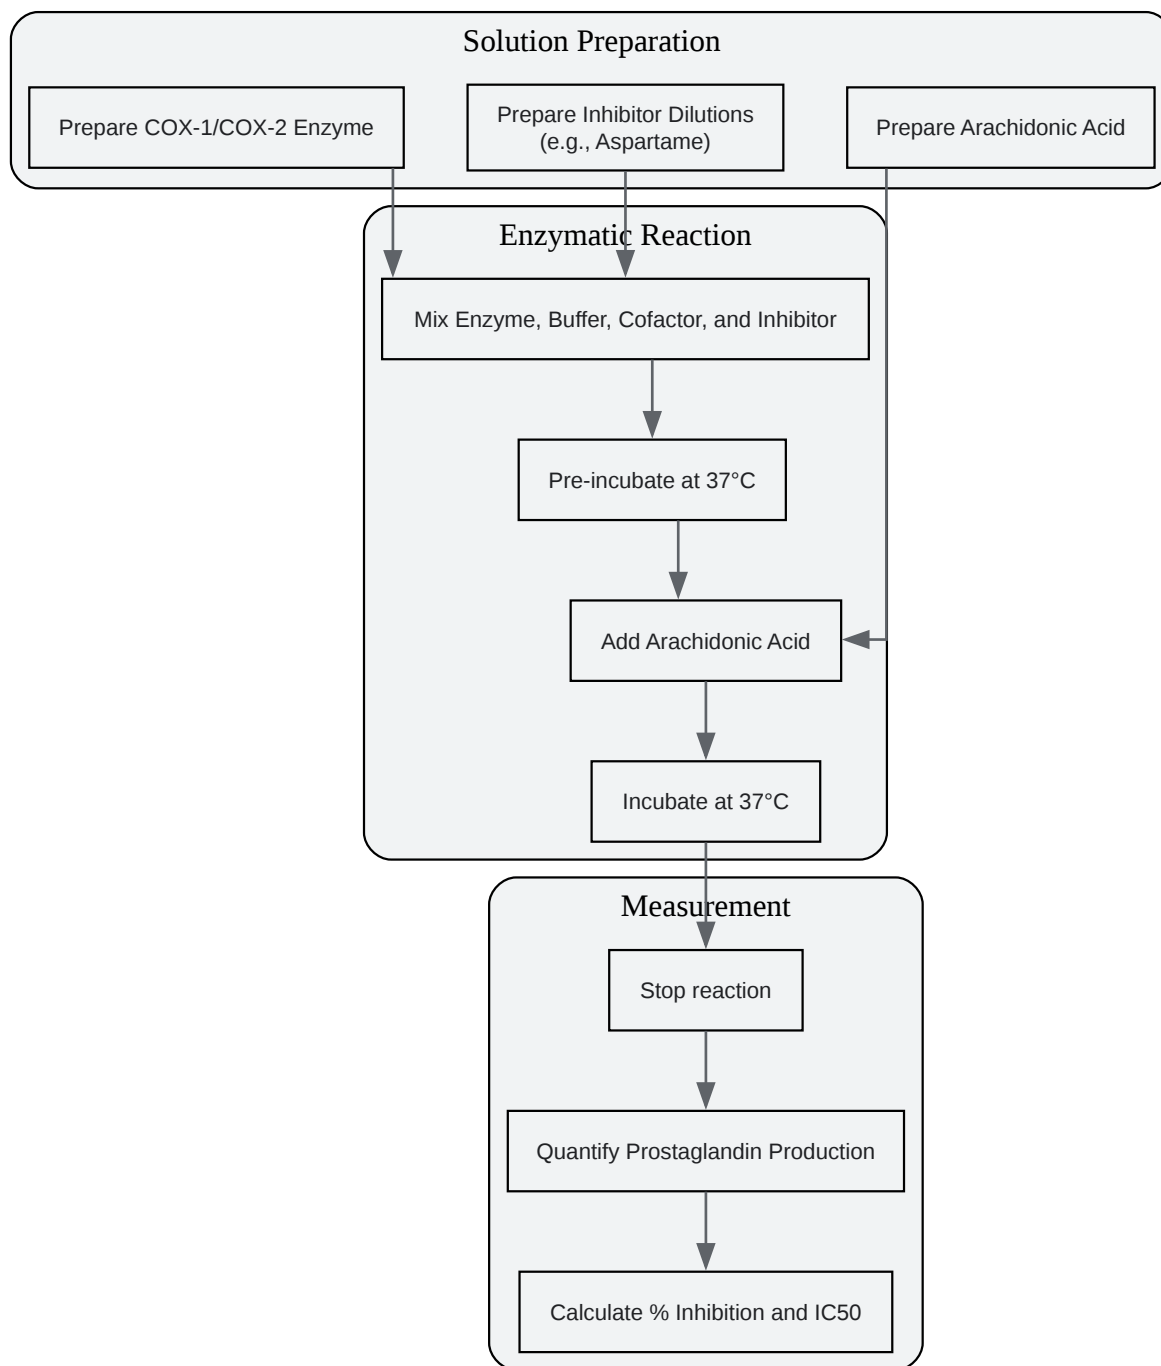 Solution Preparation
Prepare COX-1/COX-2 Enzyme
Prepare Inhibitor Dilutions
(e.g., Aspartame)
Prepare Arachidonic Acid
Enzymatic Reaction
Mix Enzyme, Buffer, Cofactor, and Inhibitor
Pre-incubate at 37°C
Add Arachidonic Acid
Incubate at 37°C
Measurement
Stop reaction
Quantify Prostaglandin Production
Calculate % Inhibition and IC50